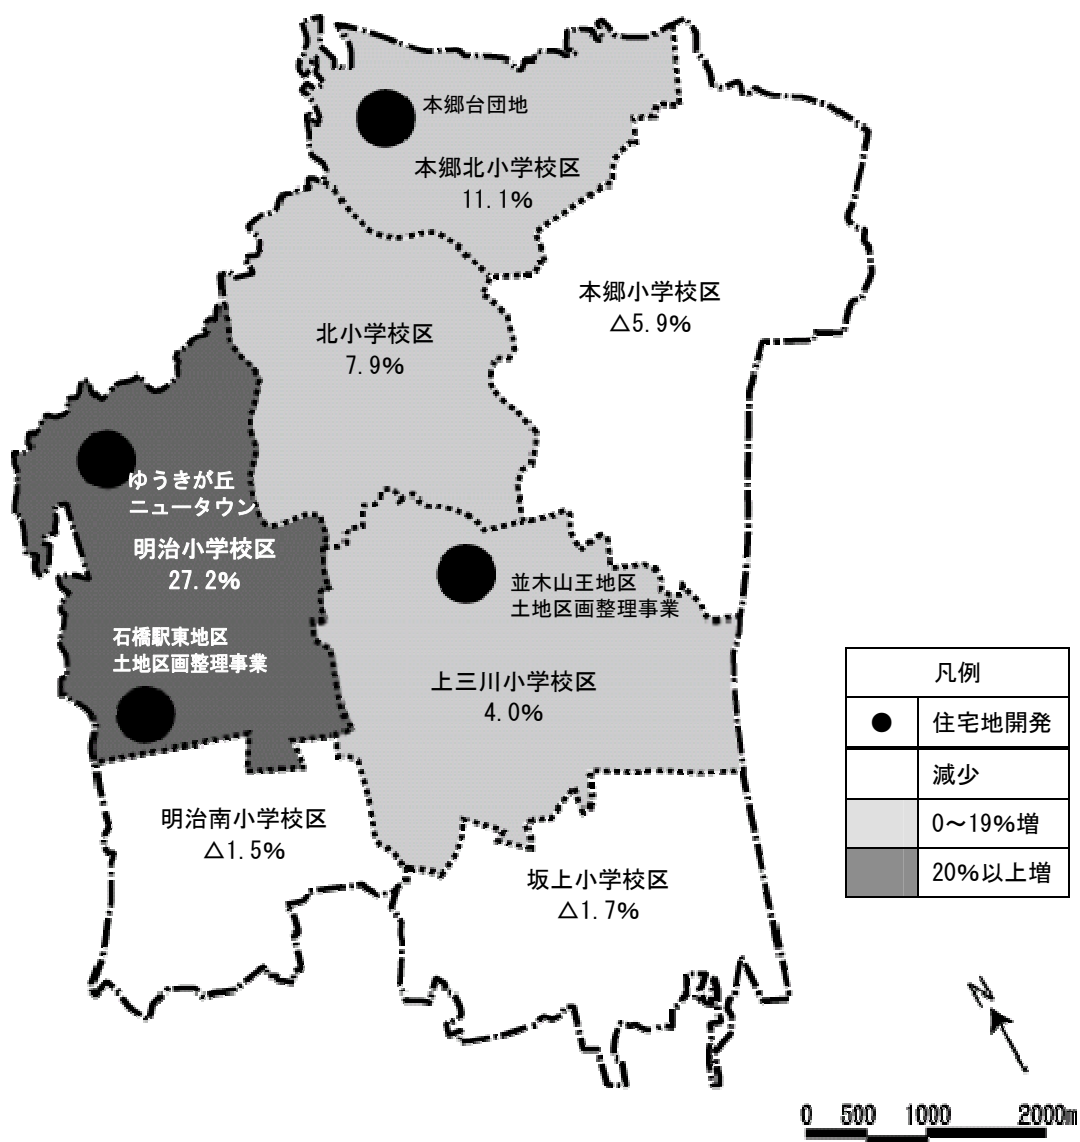 本郷台団地
本郷北小学校区
11.1%
本郷小学校区
△5.9%
北小学校区
7.9%
ゆうきが丘
ニュータウン
明治小学校区
27.2%
並木山王地区
土地区画整理事業
石橋駅東地区
土地区画整理事業
上三川小学校区
4.0%
明治南小学校区
△1.5%
坂上小学校区
△1.7%
凡例
● 住宅地開発
減少
0～19%増
20%以上増
N
0 500 1000 2000m